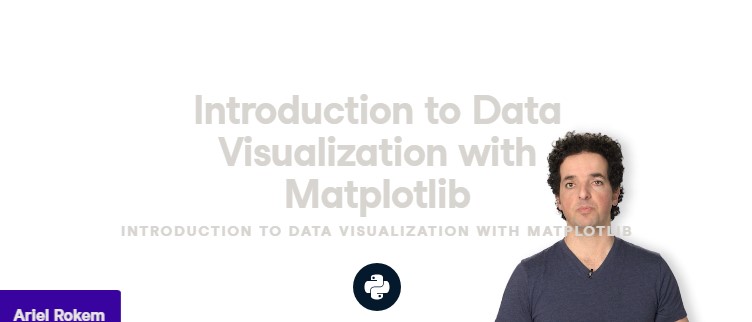 Introduction to Data
Visualization with
Matplotlib
INTRODUCTION TO DATA VISUALIZATION WITH MATPLOTLIB
Ariel Rokem